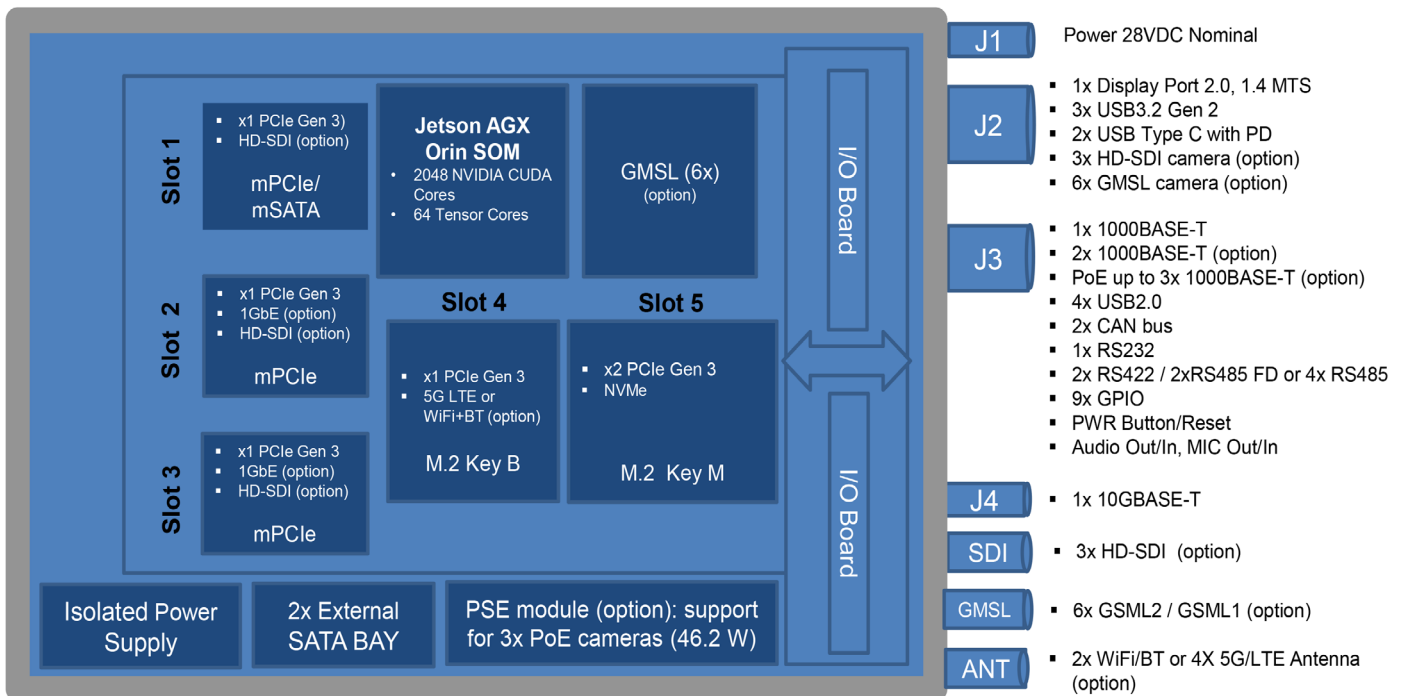 Slot 1
▪ x1 PCIe Gen 3)
▪ HD-SDI (option)
mPCIe/
mSATA
Jetson AGX
Orin SOM
• 2048 NVIDIA CUDA
Cores
• 64 Tensor Cores
GMSL (6x)
(option)
Slot 2
▪ x1 PCIe Gen 3
▪ 1GbE (option)
▪ HD-SDI (option)
mPCIe
Slot 3
▪ x1 PCIe Gen 3
▪ 1GbE (option)
▪ HD-SDI (option)
mPCIe
Slot 4
▪ x1 PCIe Gen 3
▪ 5G LTE or
WiFi+BT (option)
M.2 Key B
Slot 5
▪ x2 PCIe Gen 3
▪ NVMe
M.2 Key M
I/O Board
I/O Board
Isolated Power
Supply
2x External
SATA BAY
PSE module (option): support
for 3x PoE cameras (46.2 W)
J1
Power 28VDC Nominal
J2
▪ 1x Display Port 2.0, 1.4 MTS
▪ 3x USB3.2 Gen 2
▪ 2x USB Type C with PD
▪ 3x HD-SDI camera (option)
▪ 6x GMSL camera (option)
J3
▪ 1x 1000BASE-T
▪ 2x 1000BASE-T (option)
▪ PoE up to 3x 1000BASE-T (option)
▪ 4x USB2.0
▪ 2x CAN bus
▪ 1x RS232
▪ 2x RS422 / 2xRS485 FD or 4x RS485
▪ 9x GPIO
▪ PWR Button/Reset
▪ Audio Out/In, MIC Out/In
J4
▪ 1x 10GBASE-T
SDI
▪ 3x HD-SDI (option)
GMSL
▪ 6x GSML2 / GSML1 (option)
ANT
▪ 2x WiFi/BT or 4X 5G/LTE Antenna
(option)